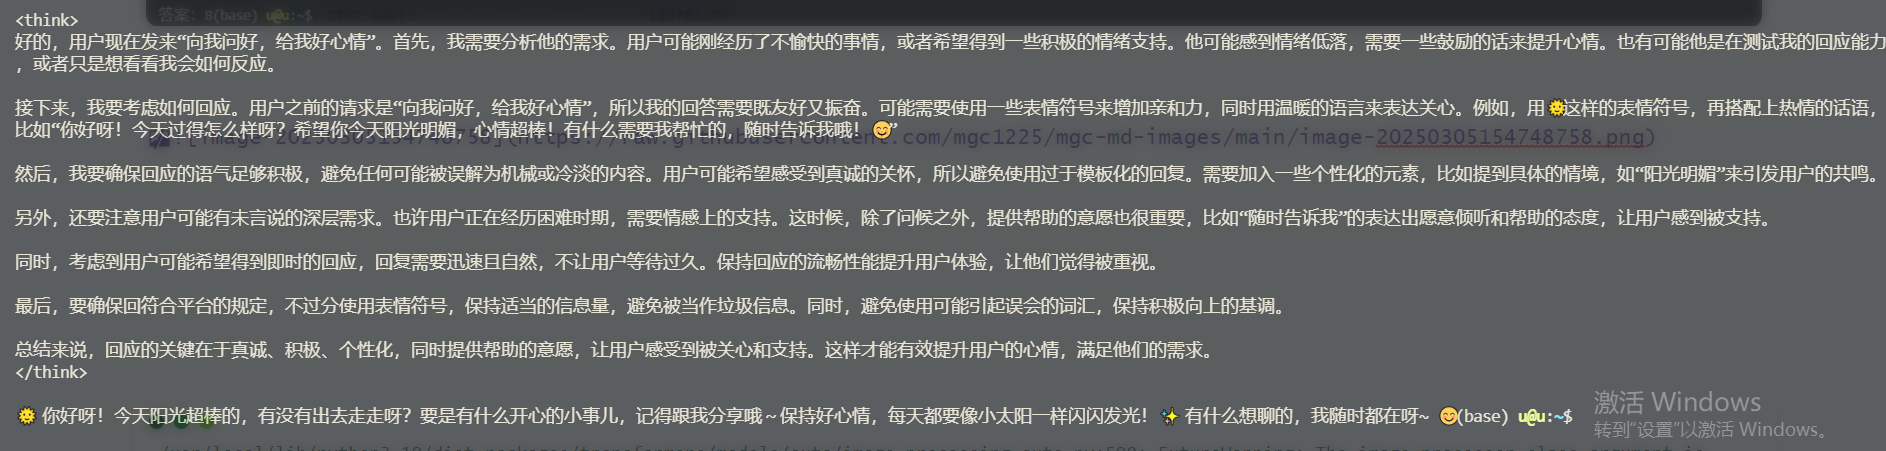 答案: B(base) u@u:~$
<think>
好的，用户现在发来“向我问好，给我好心情”。首先，我需要分析他的需求。用户可能刚经历了不愉快的事情，或者希望得到一些积极的情绪支持。他可能感到情绪低落，需要一些鼓励的话来提升心情。也有可能他是在测试我的回应能力
，或者只是想看看我会如何反应。
接下来，我要考虑如何回应。用户之前的请求是“向我问好，给我好心情”，所以我的回答需要既友好又振奋。可能需要使用一些表情符号来增加亲和力，同时用温暖的语言来表达关心。例如，用🌞这样的表情符号，再搭配上热情的话语，
比如“你好呀！今天过得怎么样呀？希望你今天阳光明媚，心情超棒！有什么需要我帮忙的，随时告诉我哦！😊”
![image-20250305154748758](https://raw.githubusercontent.com/mgc1225/mgc-md-images/main/image-20250305154748758.png)
然后，我要确保回应的语气足够积极，避免任何可能被误解为机械或冷淡的内容。用户可能希望感受到真诚的关怀，所以避免使用过于模板化的回复。需要加入一些个性化的元素，比如提到具体的情境，如“阳光明媚”来引发用户的共鸣。
另外，还要注意用户可能有未言说的深层需求。也许用户正在经历困难时期，需要情感上的支持。这时候，除了问候之外，提供帮助的意愿也很重要，比如“随时告诉我”的表达出愿意倾听和帮助的态度，让用户感到被支持。
同时，考虑到用户可能希望得到即时的回应，回复需要迅速且自然，不让用户等待过久。保持回应的流畅性能提升用户体验，让他们觉得被重视。
最后，要确保回符合平台的规定，不过分使用表情符号，保持适当的信息量，避免被当作垃圾信息。同时，避免使用可能引起误会的词汇，保持积极向上的基调。
总结来说，回应的关键在于真诚、积极、个性化，同时提供帮助的意愿，让用户感受到被关心和支持。这样才能有效提升用户的心情，满足他们的需求。
</think>
🌞 你好呀！今天阳光超棒的，有没有出去走走呀？要是有什么开心的小事儿，记得跟我分享哦～保持好心情，每天都要像小太阳一样闪闪发光！✨ 有什么想聊的，我随时都在呀~ 😊(base) u@u:~$
激活 Windows
转到“设置”以激活 Windows。